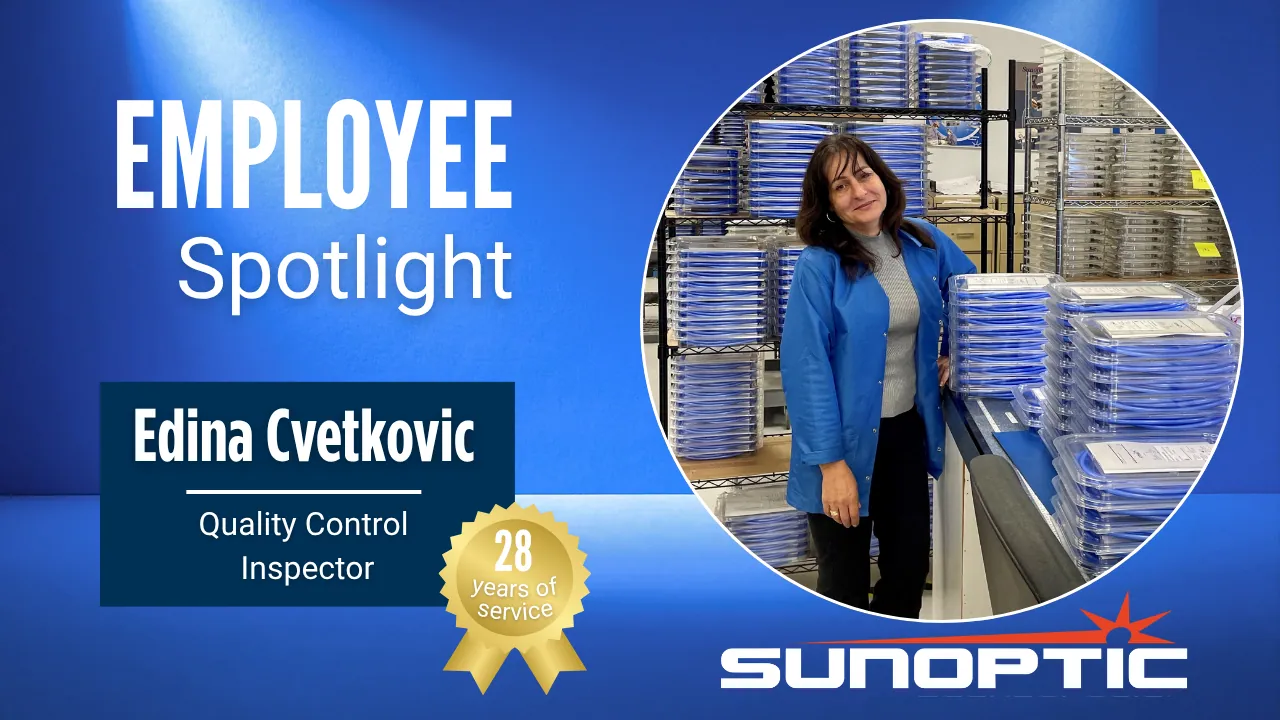 EMPLOYEE
Spotlight
Edina Cvetkovic
Quality Control
Inspector
28
years of
service
SUNOPTIC